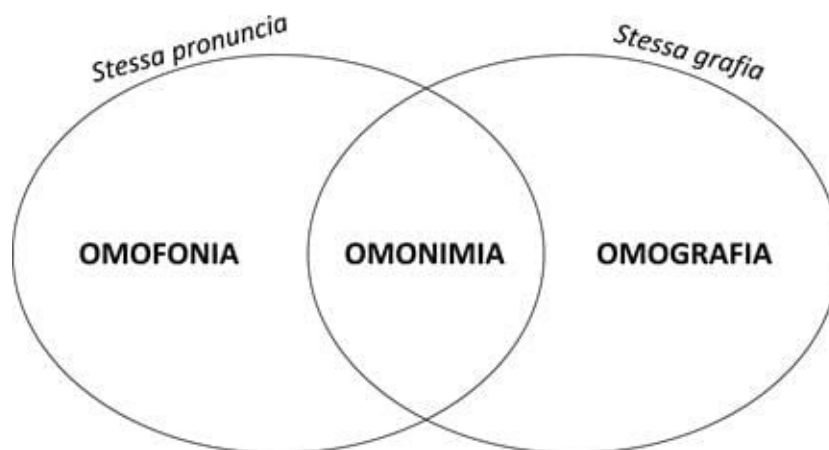 Stessa pronuncia
Stessa grafia
OMOFONIA
OMONIMIA
OMOGRAFIA